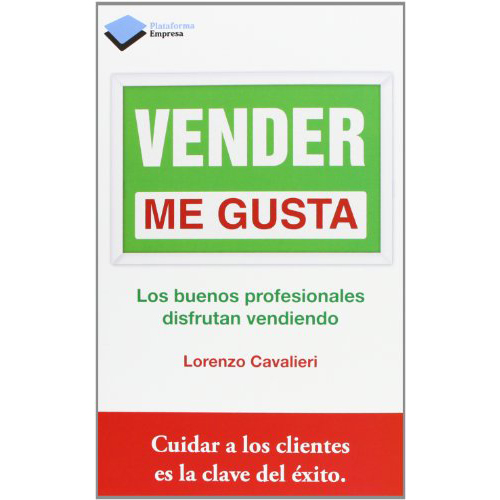 Plataforma
Empresa
VENDER
ME GUSTA
Los buenos profesionales
disfrutan vendiendo
Lorenzo Cavalieri
Cuidar a los clientes
es la clave del éxito.